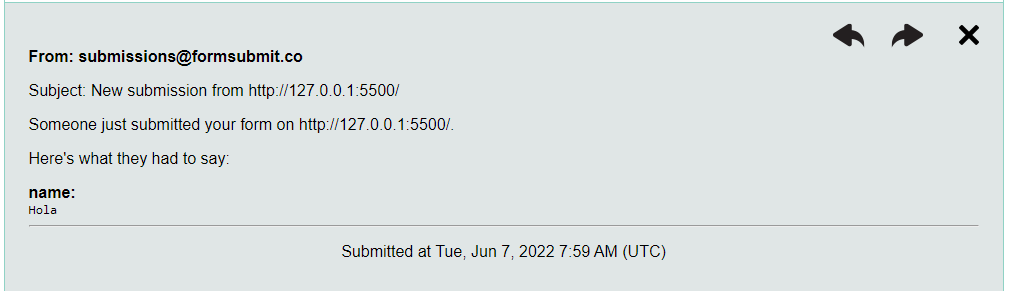 From: submissions@formsubmit.co
Subject: New submission from http://127.0.0.1:5500/
Someone just submitted your form on http://127.0.0.1:5500/.
Here's what they had to say:
name:
Hola
Submitted at Tue, Jun 7, 2022 7:59 AM (UTC)